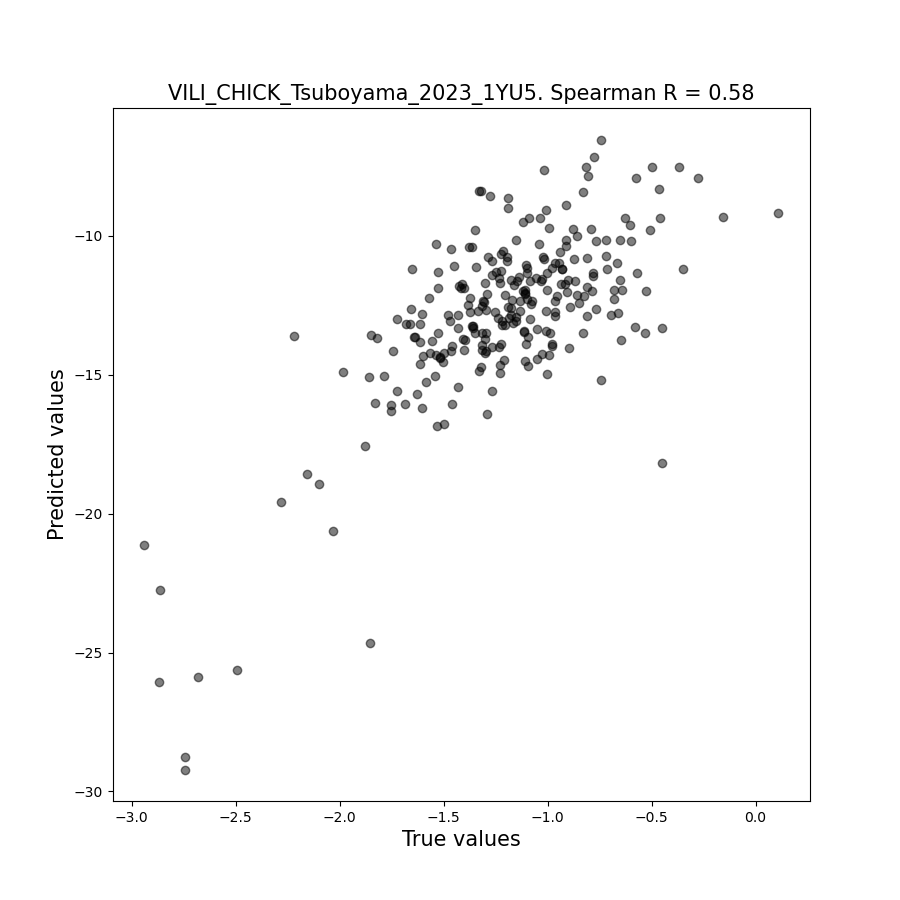 VILI_CHICK_Tsuboyama_2023_1YU5. Spearman R = 0.58
Predicted values
−10
−15
−20
−25
−30
−3.0 −2.5 −2.0 −1.5 −1.0 −0.5 0.0
True values